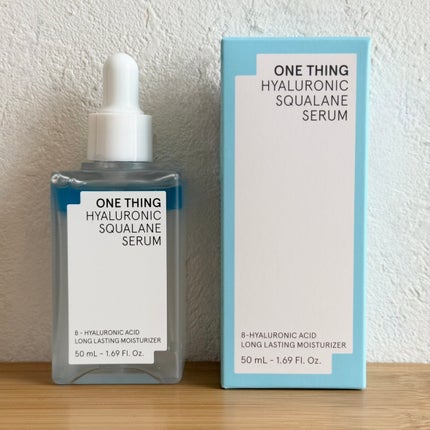 ONE THING
HYALURONIC
SQUALANE
SERUM
8 - HYALURONIC ACID
LONG LASTING MOISTURIZER
50 mL - 1.69 Fl. Oz.
ONE THING
HYALURONIC
SQUALANE
SERUM
8-HYALURONIC ACID
LONG LASTING MOISTURIZER
50 mL - 1.69 Fl. Oz.